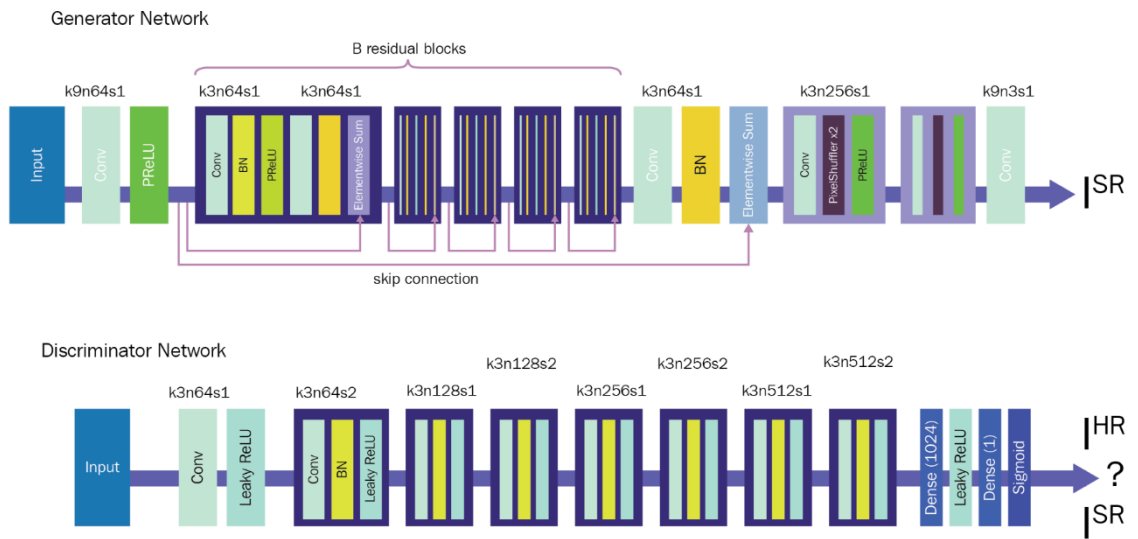 Generator Network
B residual blocks
k9n64s1
k3n64s1
k3n64s1
k3n64s1
k3n256s1
k9n3s1
Input
Conv
PReLU
Conv
BN
PReLU
Elementwise Sum
Conv
BN
Elementwise Sum
Conv
PixelShuffler x2
PReLU
Conv
I SR
skip connection
Discriminator Network
k3n128s2
k3n256s2
k3n512s2
k3n64s1
k3n64s2
k3n128s1
k3n256s1
k3n512s1
Input
Conv
Leaky ReLU
Conv
BN
Leaky ReLU
Dense (1024)
Leaky ReLU
Dense (1)
Sigmoid
I HR
?
I SR